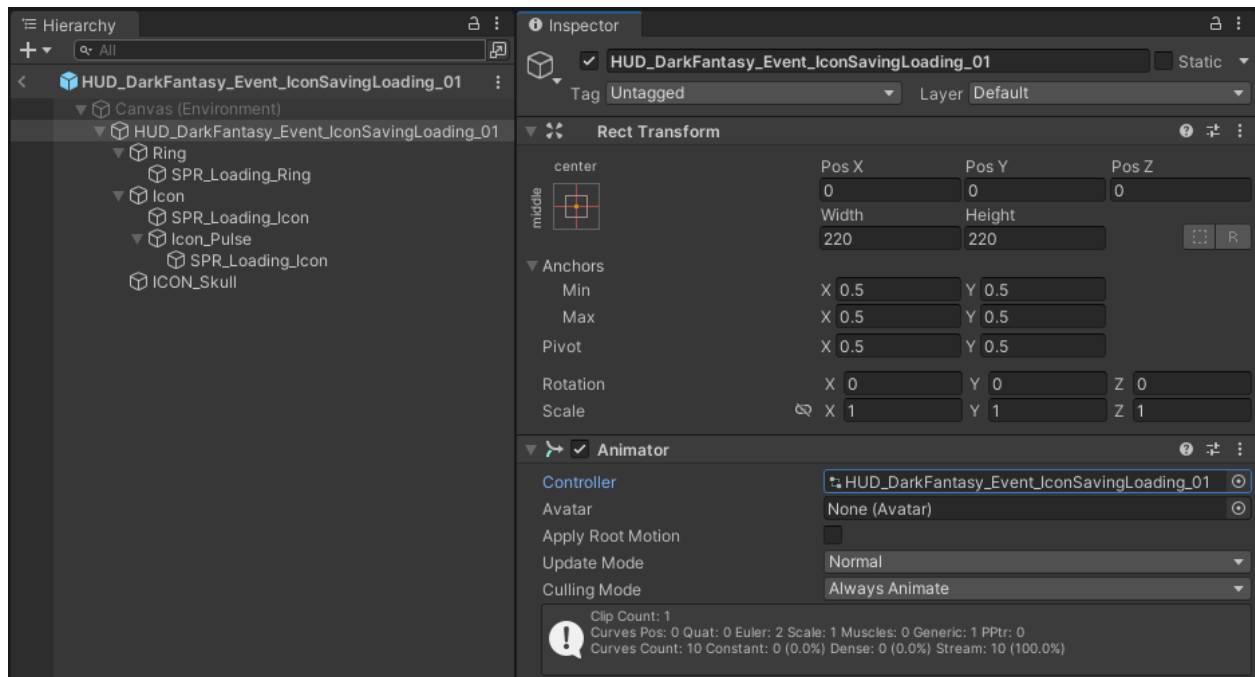 Hierarchy
All
HUD_DarkFantasy_Event_IconSavingLoading_01
Canvas (Environment)
HUD_DarkFantasy_Event_IconSavingLoading_01
Ring
SPR_Loading_Ring
Icon
SPR_Loading_Icon
Icon_Pulse
SPR_Loading_Icon
ICON_Skull
Inspector
HUD_DarkFantasy_Event_IconSavingLoading_01 Static
Tag Untagged Layer Default
Rect Transform
center Pos X Pos Y Pos Z
middle 0 0 0
Width Height
220 220 R
Anchors
Min X 0.5 Y 0.5
Max X 0.5 Y 0.5
Pivot X 0.5 Y 0.5
Rotation X 0 Y 0 Z 0
Scale X 1 Y 1 Z 1
Animator
Controller HUD_DarkFantasy_Event_IconSavingLoading_01
Avatar None (Avatar)
Apply Root Motion
Update Mode Normal
Culling Mode Always Animate
Clip Count: 1
Curves Pos: 0 Quat: 0 Euler: 2 Scale: 1 Muscles: 0 Generic: 1 PPtr: 0
Curves Count: 10 Constant: 0 (0.0%) Dense: 0 (0.0%) Stream: 10 (100.0%)